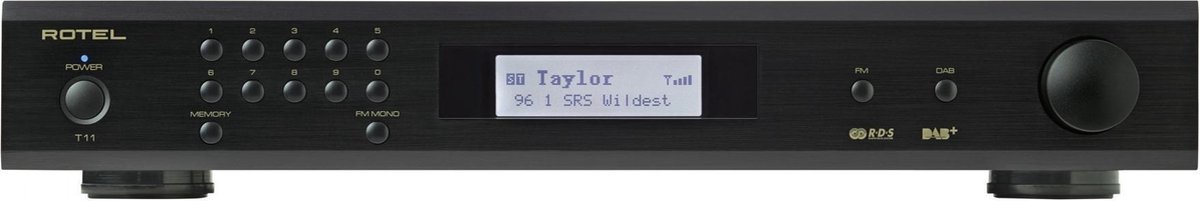 ROTEL
POWER
T11
1 2 3 4 5
6 7 8 9 0
MEMORY FM MONO
ST Taylor
96 1 SRS Wildest
FM DAB
R·D·S DAB+